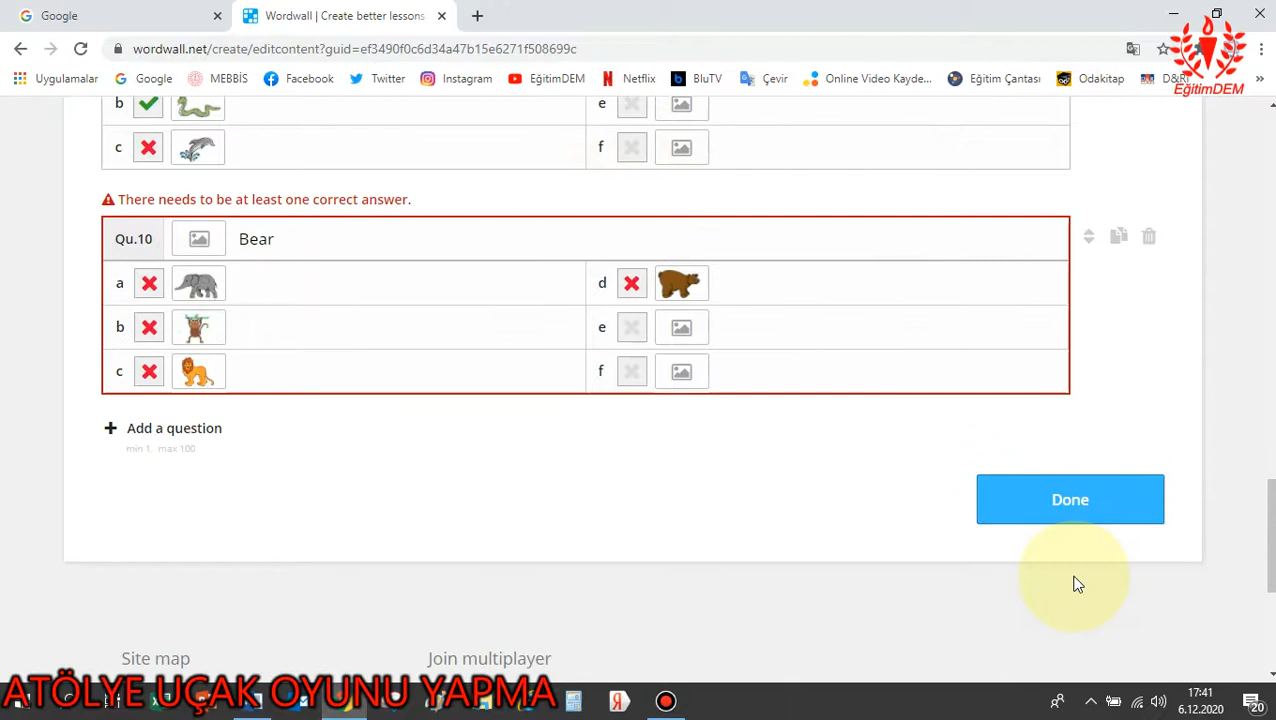 Google
Wordwall | Create better lessons
wordwall.net/create/editcontent?guid=ef3490f0c6d34a47b15e6271f508699c
Uygulamalar Google MEBBİS Facebook Twitter Instagram EğitimDEM Netflix BluTV Çevir Online Video Kayde... Eğitim Çantası Odakitap D&R
EğitimDEM
b e
c f
There needs to be at least one correct answer.
Qu.10 Bear
a d
b e
c f
+ Add a question
min 1, max 100
Done
Site map Join multiplayer
ATÖLYE UÇAK OYUNU YAPMA
17:41
6.12.2020
20